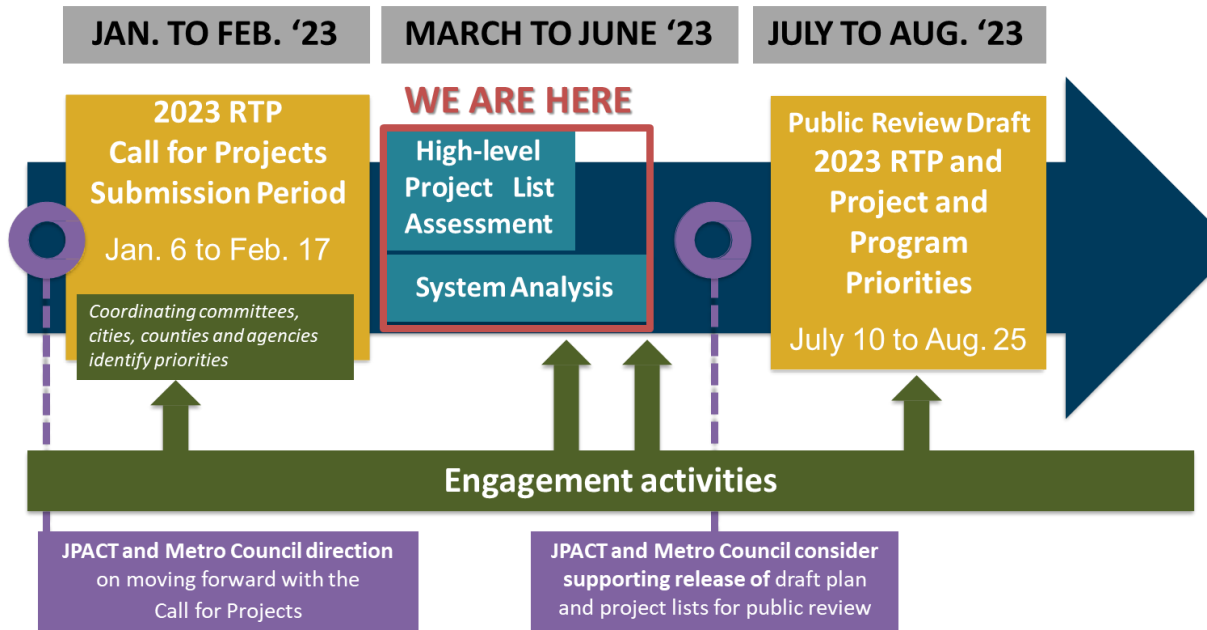 JAN. TO FEB. ‘23
MARCH TO JUNE ‘23
JULY TO AUG. ‘23
2023 RTP
Call for Projects
Submission Period
Jan. 6 to Feb. 17
Coordinating committees,
cities, counties and agencies
identify priorities
WE ARE HERE
High-level
Project List
Assessment
System Analysis
Public Review Draft
2023 RTP and
Project and
Program
Priorities
July 10 to Aug. 25
Engagement activities
JPACT and Metro Council direction
on moving forward with the
Call for Projects
JPACT and Metro Council consider
supporting release of draft plan
and project lists for public review